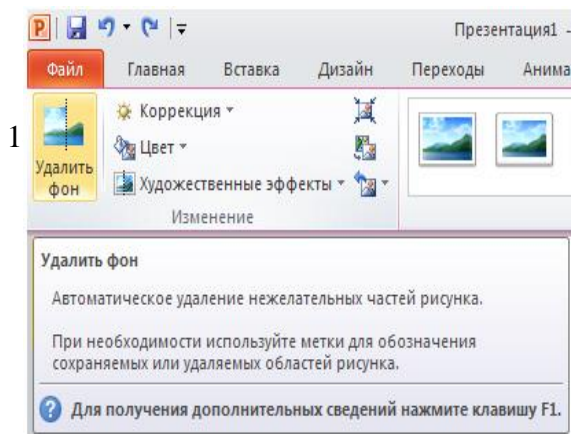 Презентация1 -
Файл Главная Вставка Дизайн Переходы Анима
1
Удалить фон
Коррекция
Цвет
Художественные эффекты
Изменение
Удалить фон
Автоматическое удаление нежелательных частей рисунка.
При необходимости используйте метки для обозначения
сохраняемых или удаляемых областей рисунка.
Для получения дополнительных сведений нажмите клавишу F1.